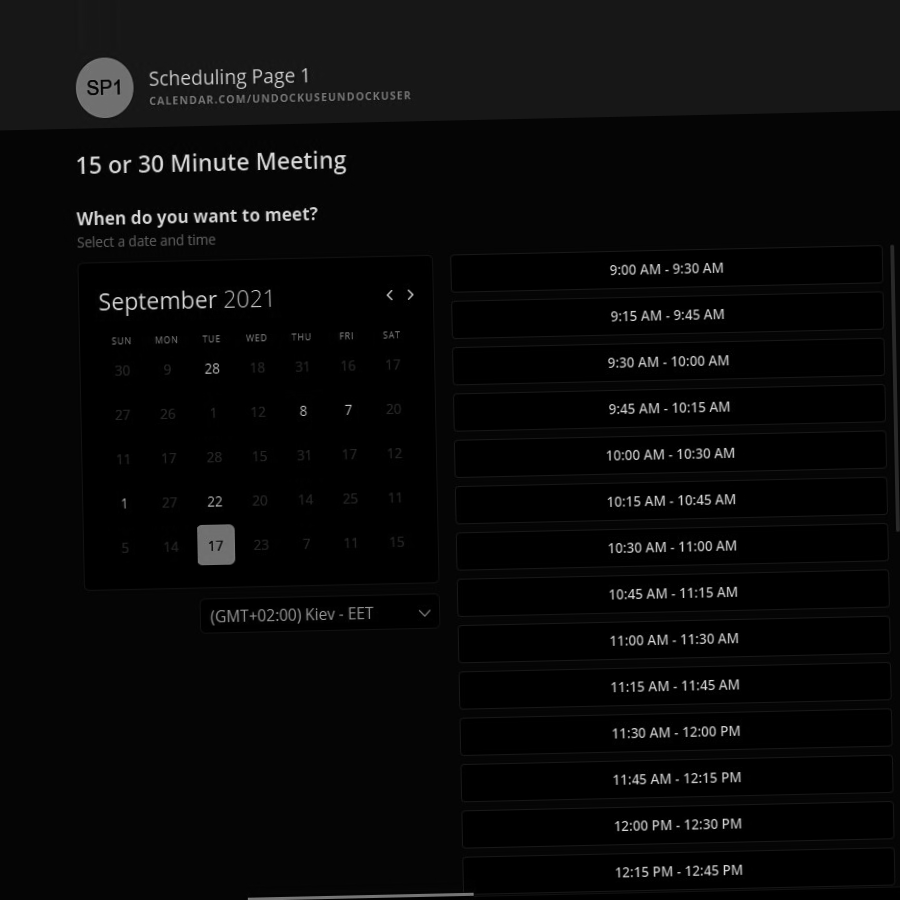 SP1
Scheduling Page 1
CALENDAR.COM/UNDOCKUSEUNDOCKUSER
15 or 30 Minute Meeting
When do you want to meet?
Select a date and time
September 2021
SUN MON TUE WED THU FRI SAT
30 9 28 18 31 16 17
27 26 1 12 8 7 20
11 17 28 15 31 17 12
1 27 22 20 14 25 11
5 14 17 23 7 11 15
(GMT+02:00) Kiev - EET
9:00 AM - 9:30 AM
9:15 AM - 9:45 AM
9:30 AM - 10:00 AM
9:45 AM - 10:15 AM
10:00 AM - 10:30 AM
10:15 AM - 10:45 AM
10:30 AM - 11:00 AM
10:45 AM - 11:15 AM
11:00 AM - 11:30 AM
11:15 AM - 11:45 AM
11:30 AM - 12:00 PM
11:45 AM - 12:15 PM
12:00 PM - 12:30 PM
12:15 PM - 12:45 PM